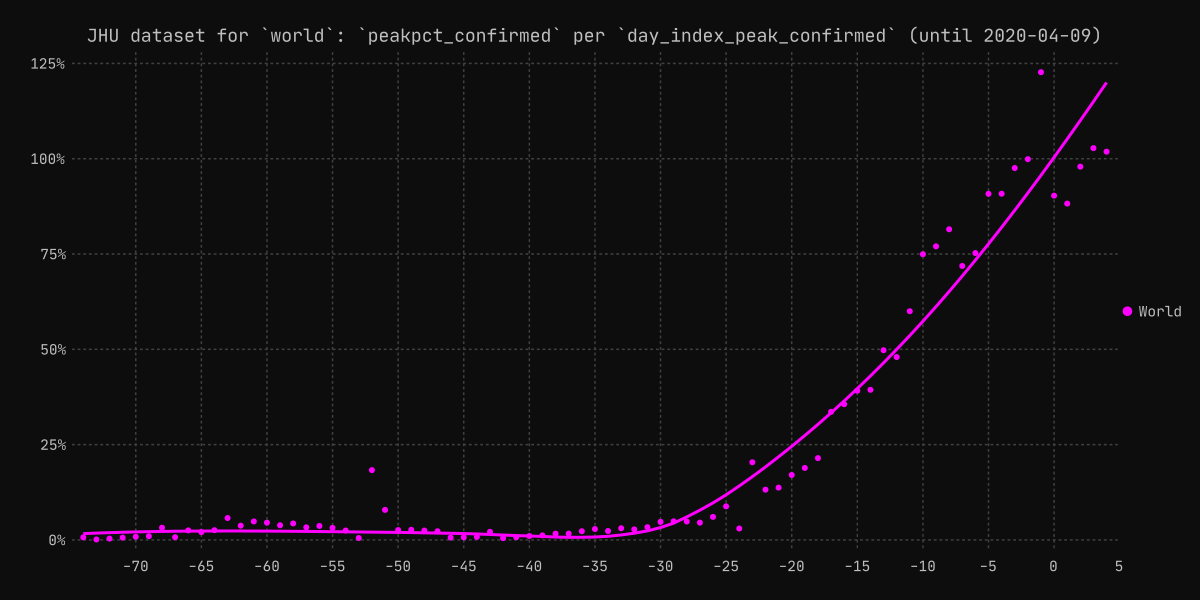 JHU dataset for `world`: `peakpct_confirmed` per `day_index_peak_confirmed` (until 2020-04-09)
125%
100%
75%
50%
25%
0%
World
-70 -65 -60 -55 -50 -45 -40 -35 -30 -25 -20 -15 -10 -5 0 5